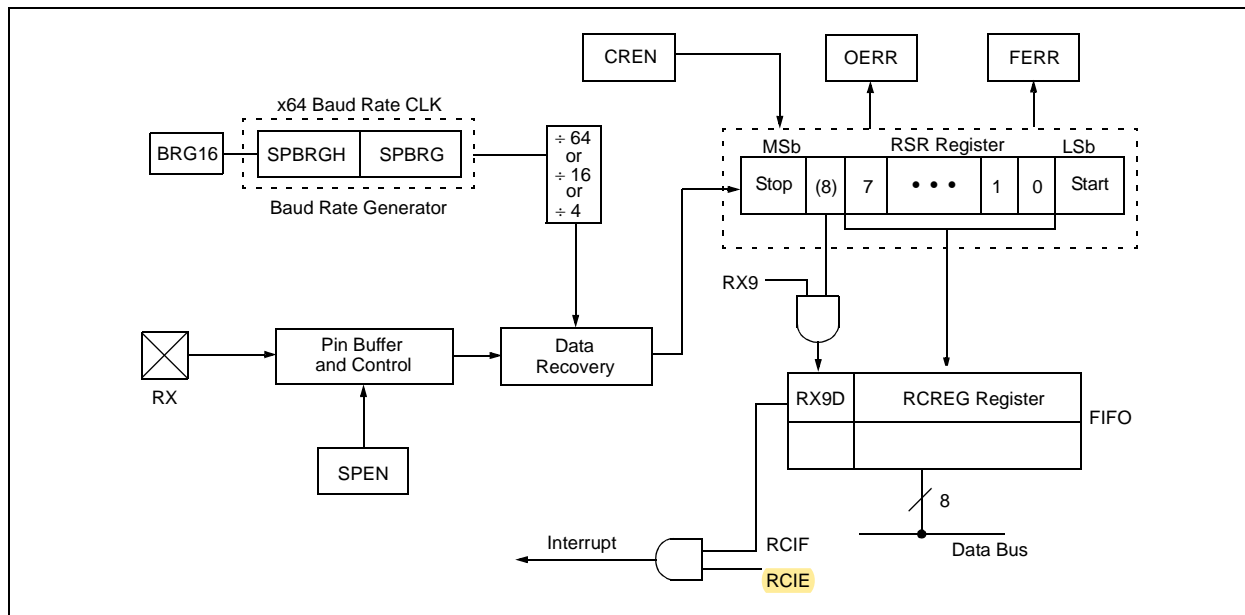 CREN
OERR
FERR
x64 Baud Rate CLK
BRG16
SPBRGH
SPBRG
Baud Rate Generator
÷ 64
or
÷ 16
or
÷ 4
MSb
RSR Register
LSb
Stop
(8)
7
• • •
1
0
Start
RX9
RX
Pin Buffer
and Control
Data
Recovery
SPEN
RX9D
RCREG Register
FIFO
8
Data Bus
Interrupt
RCIF
RCIE